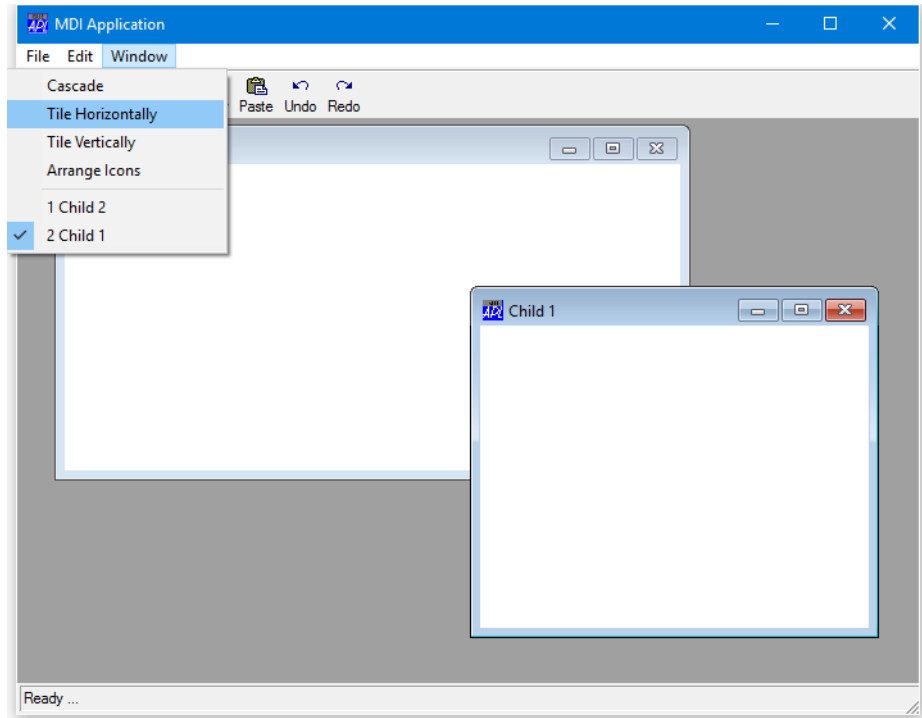 MDI Application
File Edit Window
Cascade
Tile Horizontally
Tile Vertically
Arrange Icons
1 Child 2
2 Child 1
Paste Undo Redo
Child 1
Ready ...